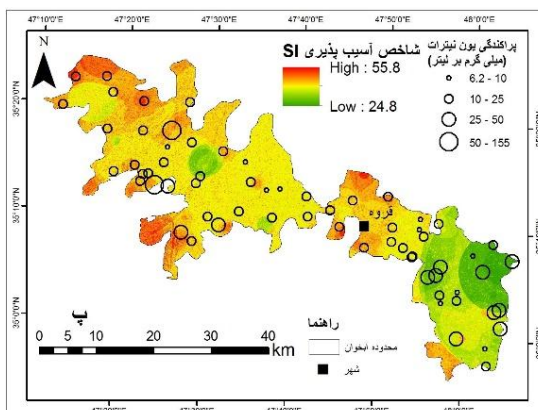 47°10'0"E
47°20'0"E
47°30'0"E
47°40'0"E
47°50'0"E
48°0'0"E
N
شاخص آسیب پذیری SI
High : 55.8
Low : 24.8
پراکندگی یون نیترات
(میلی گرم بر لیتر)
6.2 - 10
10 - 25
25 - 50
50 - 155
35°20'0"N
35°10'0"N
35°0'0"N
قروه
پ
راهنما
محدوده آبخوان
شهر
0 5 10 20 30 40
km